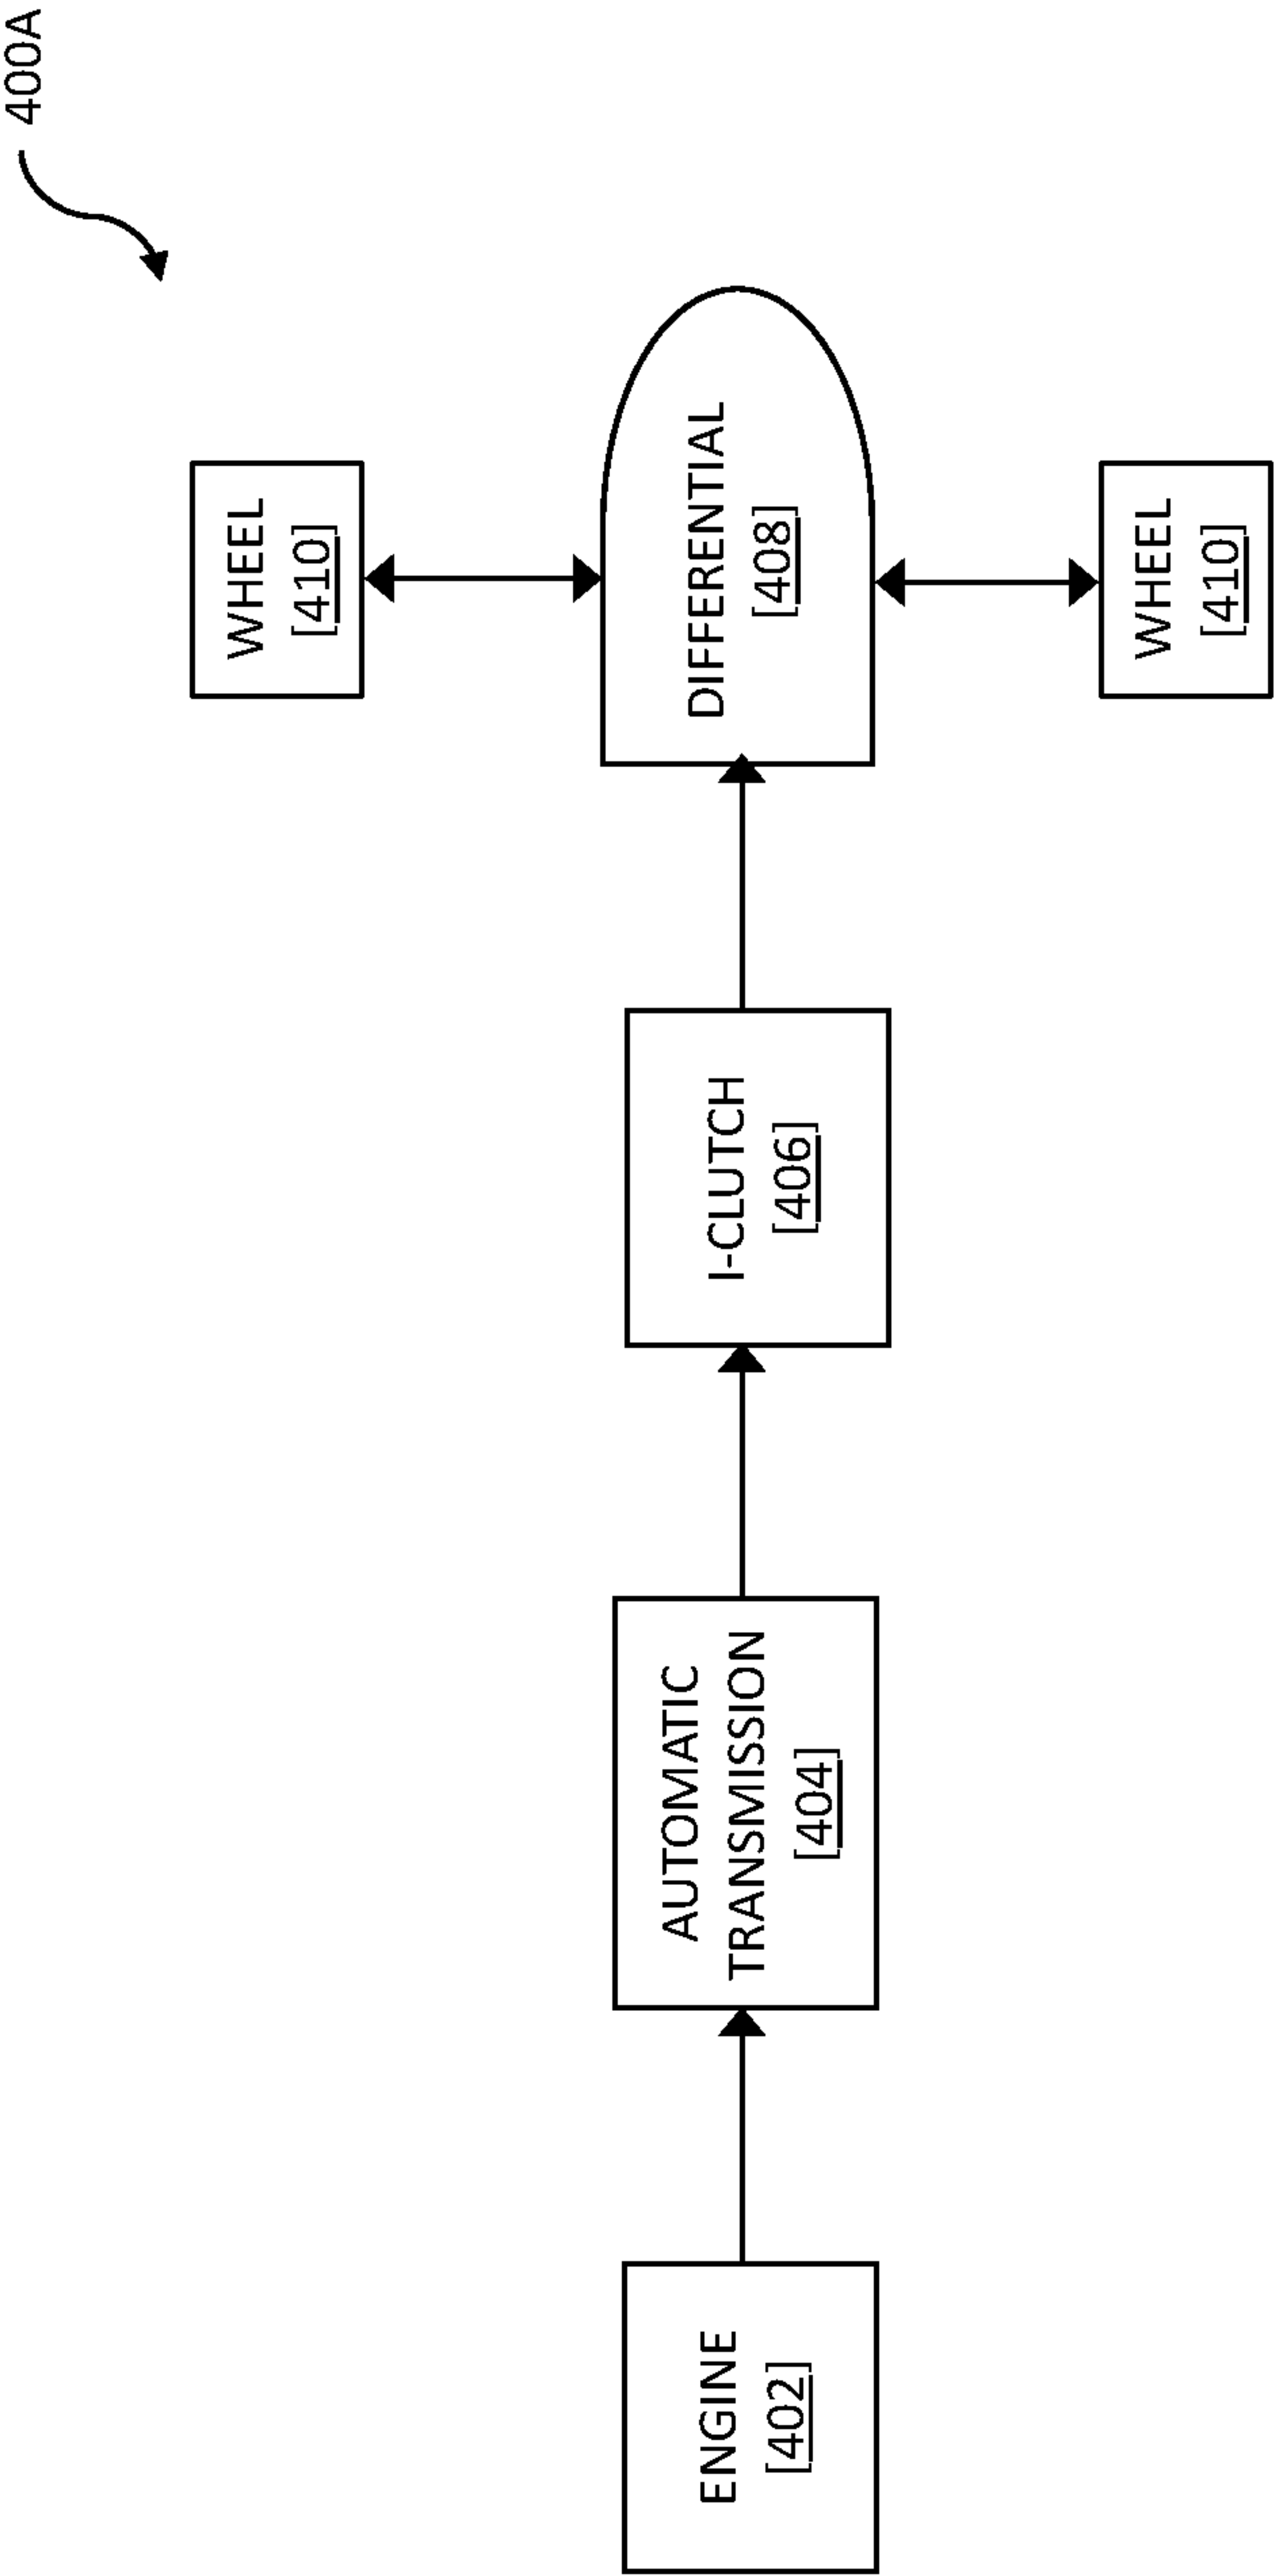 400A
WHEEL
[410]
ENGINE
[402]
AUTOMATIC
TRANSMISSION
[404]
I-CLUTCH
[406]
DIFFERENTIAL
[408]
WHEEL
[410]